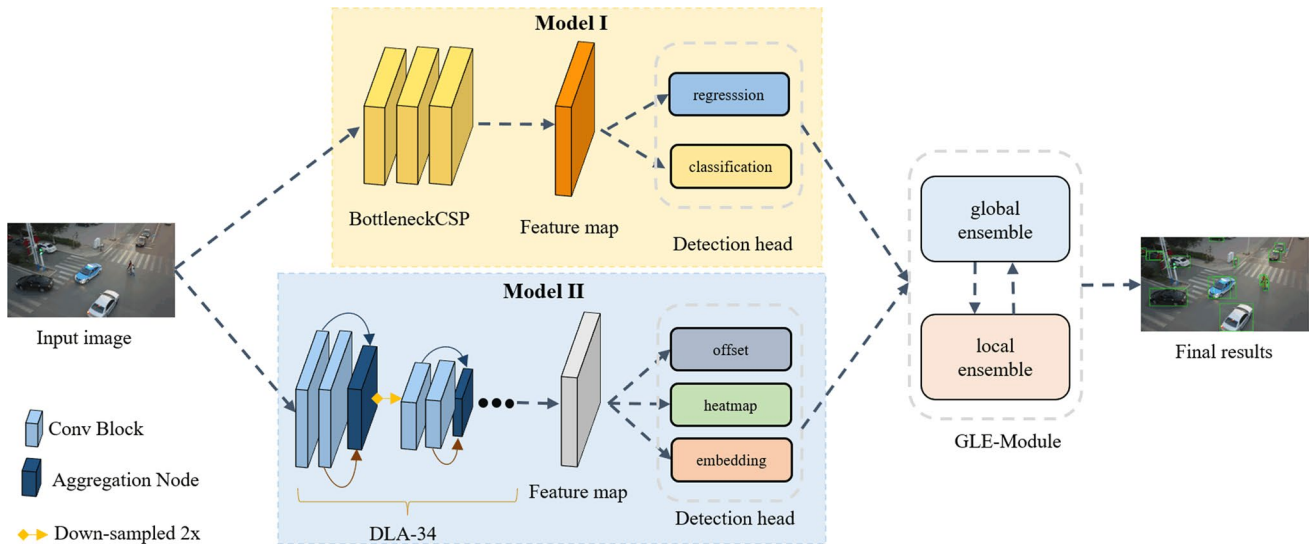 Model I
regresssion
classification
BottleneckCSP
Feature map
Detection head
Input image
Model II
offset
heatmap
embedding
Feature map
Detection head
DLA-34
Conv Block
Aggregation Node
Down-sampled 2x
global
ensemble
local
ensemble
GLE-Module
Final results